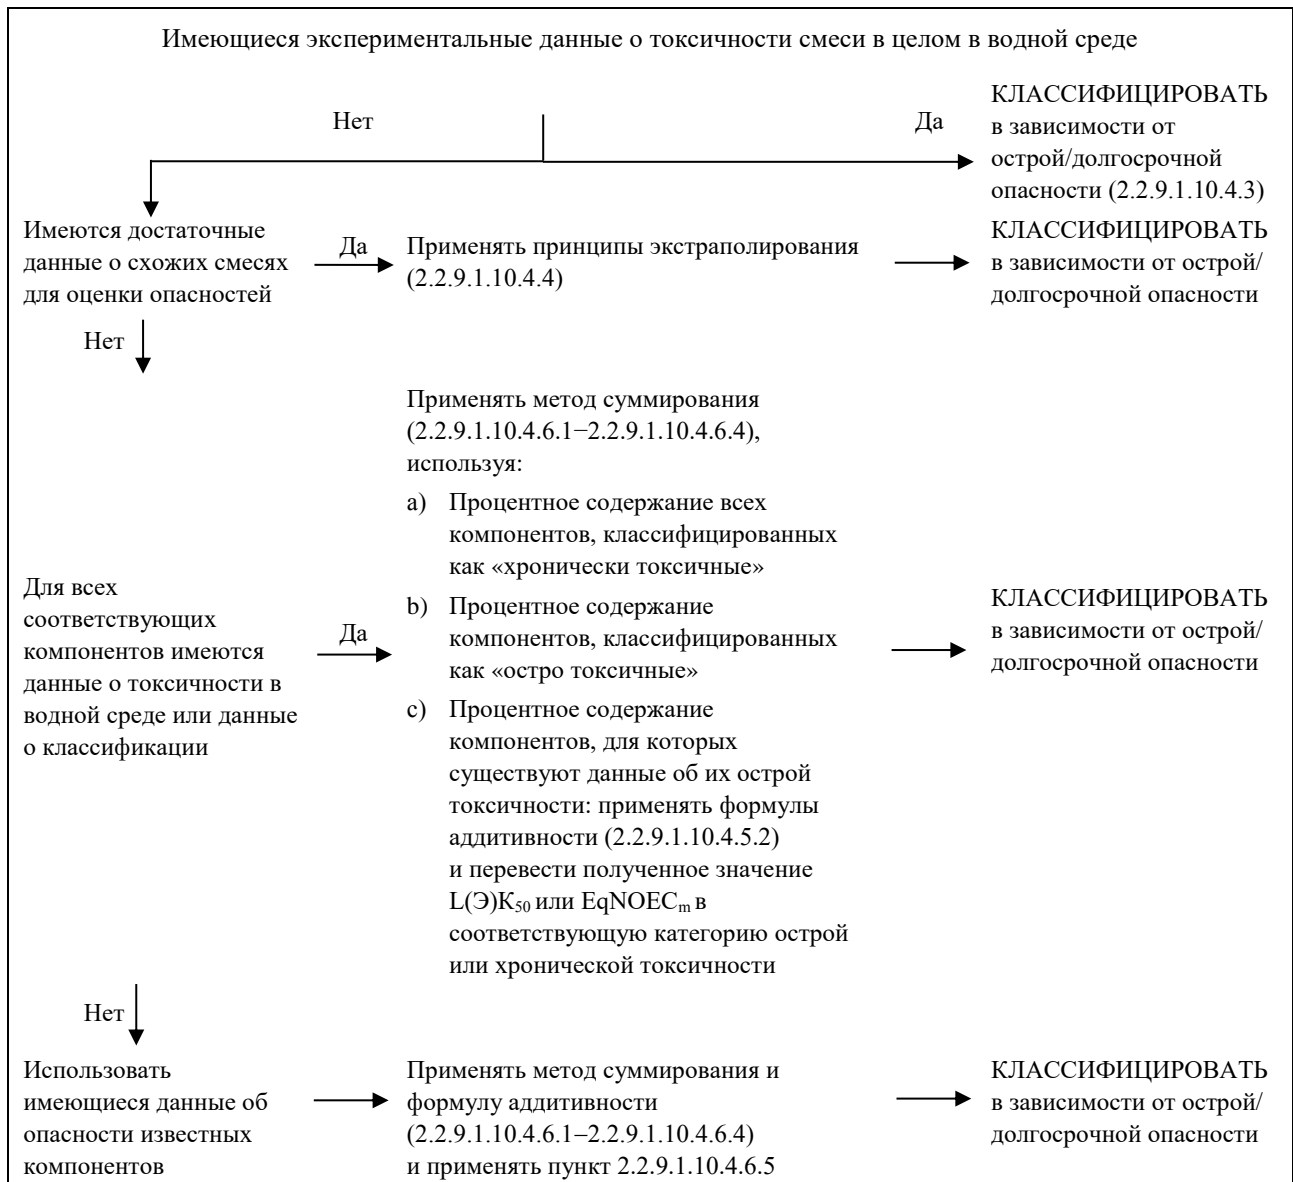 Имеющиеся экспериментальные данные о токсичности смеси в целом в водной среде
Нет
Да
КЛАССИФИЦИРОВАТЬ
в зависимости от
острой/долгосрочной
опасности (2.2.9.1.10.4.3)
Имеются достаточные
данные о схожих смесях
для оценки опасностей
Да
Применять принципы экстраполирования
(2.2.9.1.10.4.4)
КЛАССИФИЦИРОВАТЬ
в зависимости от острой/
долгосрочной опасности
Нет
Для всех
соответствующих
компонентов имеются
данные о токсичности в
водной среде или данные
о классификации
Да
Применять метод суммирования
(2.2.9.1.10.4.6.1−2.2.9.1.10.4.6.4),
используя:
a) Процентное содержание всех
компонентов, классифицированных
как «хронически токсичные»
b) Процентное содержание
компонентов, классифицированных
как «остро токсичные»
c) Процентное содержание
компонентов, для которых
существуют данные об их острой
токсичности: применять формулы
аддитивности (2.2.9.1.10.4.5.2)
и перевести полученное значение
L(Э)К50 или EqNOECm в
соответствующую категорию острой
или хронической токсичности
КЛАССИФИЦИРОВАТЬ
в зависимости от острой/
долгосрочной опасности
Нет
Использовать
имеющиеся данные об
опасности известных
компонентов
Применять метод суммирования и
формулу аддитивности
(2.2.9.1.10.4.6.1−2.2.9.1.10.4.6.4)
и применять пункт 2.2.9.1.10.4.6.5
КЛАССИФИЦИРОВАТЬ
в зависимости от острой/
долгосрочной опасности